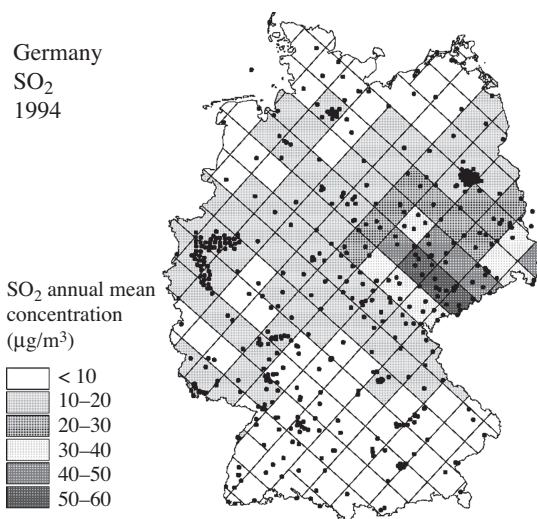 Germany
SO₂
1994
SO₂ annual mean
concentration
(μg/m³)
< 10
10–20
20–30
30–40
40–50
50–60